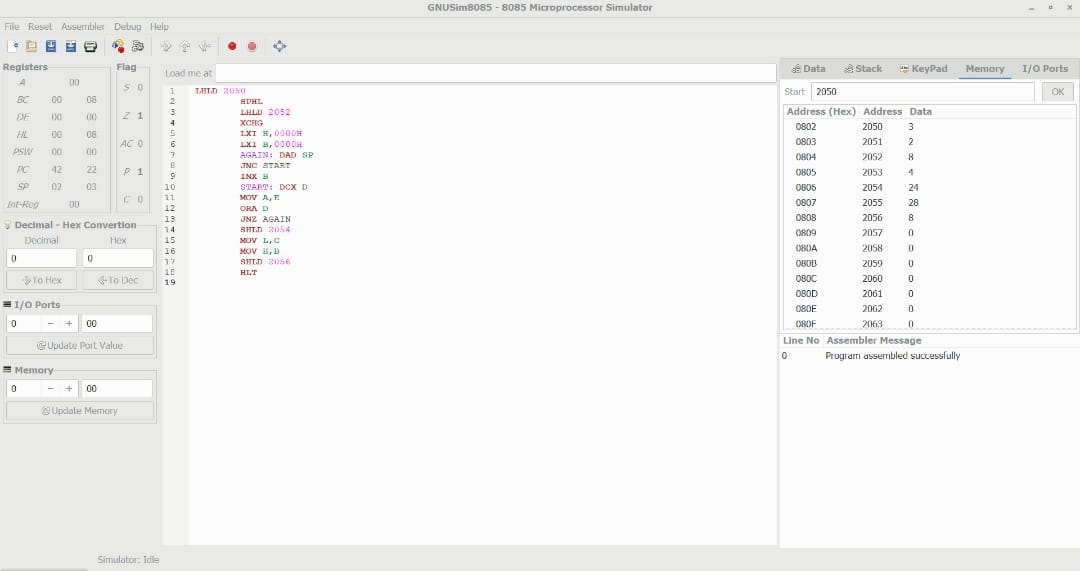 GNUSim8085 - 8085 Microprocessor Simulator
File Reset Assembler Debug Help
Registers
A 00
BC 00 08
DE 00 00
HL 00 08
PSW 00 00
PC 42 22
SP 02 03
Int-Reg 00
Flag
S 0
Z 1
AC 0
P 1
C 0
Decimal - Hex Convertion
Decimal Hex
0 0
To Hex To Dec
I/O Ports
0 - + 00
Update Port Value
Memory
0 - + 00
Update Memory
Load me at
1 LHLD 2050
2 SPHL
3 LHLD 2052
4 XCHG
5 LXI H,0000H
6 LXI B,0000H
7 AGAIN: DAD SP
8 JNC START
9 INX B
10 START: DCX D
11 MOV A,E
12 ORA D
13 JNZ AGAIN
14 SHLD 2054
15 MOV L,C
16 MOV H,B
17 SHLD 2056
18 HLT
19
Data Stack KeyPad Memory I/O Ports
Start 2050 OK
Address (Hex) Address Data
0802 2050 3
0803 2051 2
0804 2052 8
0805 2053 4
0806 2054 24
0807 2055 28
0808 2056 8
0809 2057 0
080A 2058 0
080B 2059 0
080C 2060 0
080D 2061 0
080E 2062 0
080F 2063 0
Line No Assembler Message
0 Program assembled successfully
Simulator: Idle